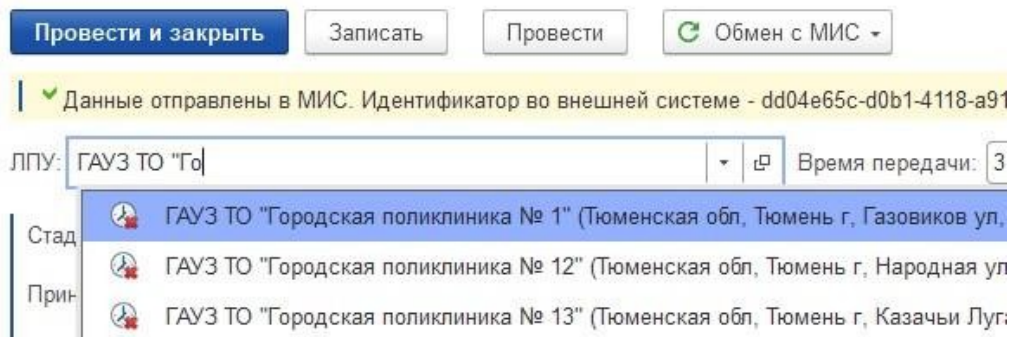 Провести и закрыть Записать Провести Обмен с МИС
Данные отправлены в МИС. Идентификатор во внешней системе - dd04e65c-d0b1-4118-a91
ЛПУ: ГАУЗ ТО "Го Время передачи: 3
ГАУЗ ТО "Городская поликлиника № 1" (Тюменская обл, Тюмень г, Газовиков ул,
Стад
ГАУЗ ТО "Городская поликлиника № 12" (Тюменская обл, Тюмень г, Народная ул
Прин
ГАУЗ ТО "Городская поликлиника № 13" (Тюменская обл, Тюмень г, Казачьи Луга